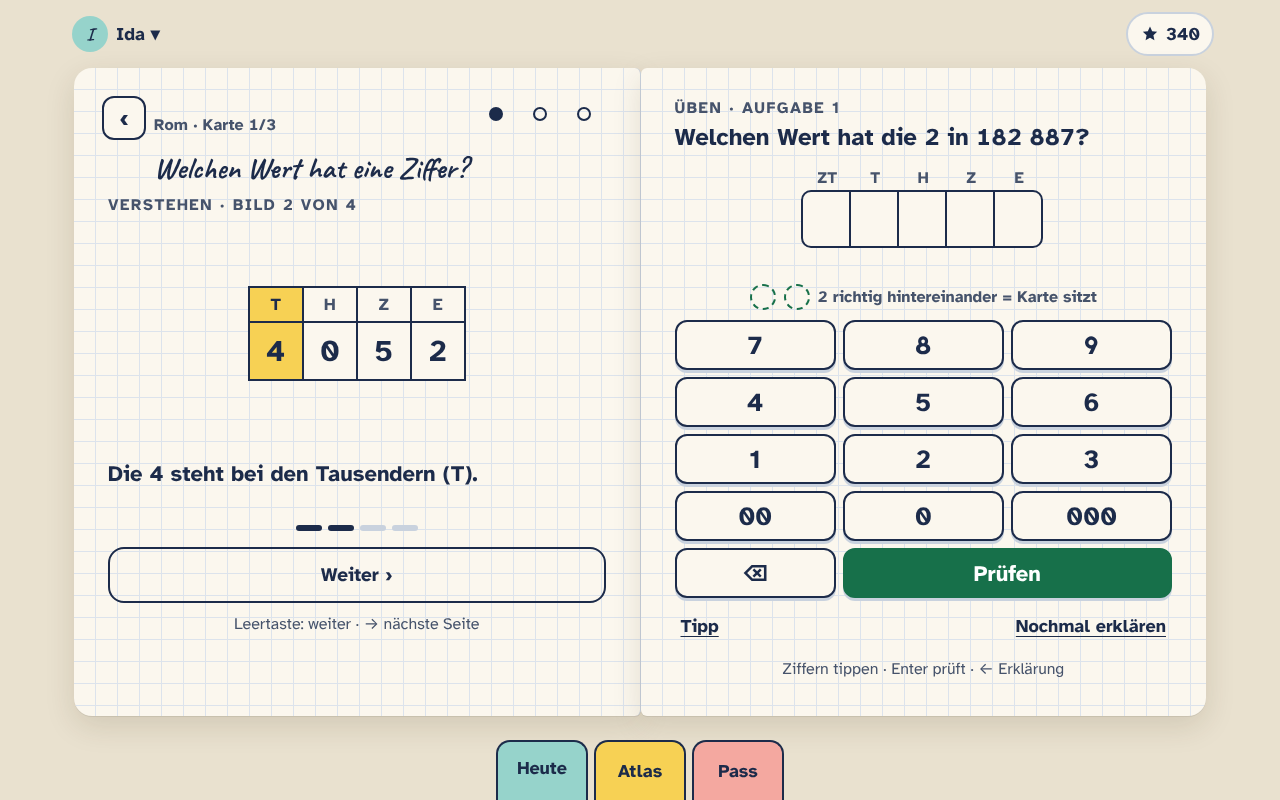 I Ida ▾
★ 340
‹ Rom · Karte 1/3
Welchen Wert hat eine Ziffer?
VERSTEHEN · BILD 2 VON 4
T H Z E
4 0 5 2
Die 4 steht bei den Tausendern (T).
Weiter ›
Leertaste: weiter · → nächste Seite
ÜBEN · AUFGABE 1
Welchen Wert hat die 2 in 182 887?
ZT T H Z E
2 richtig hintereinander = Karte sitzt
7 8 9
4 5 6
1 2 3
00 0 000
⌫ Prüfen
Tipp Nochmal erklären
Ziffern tippen · Enter prüft · ← Erklärung
Heute Atlas Pass